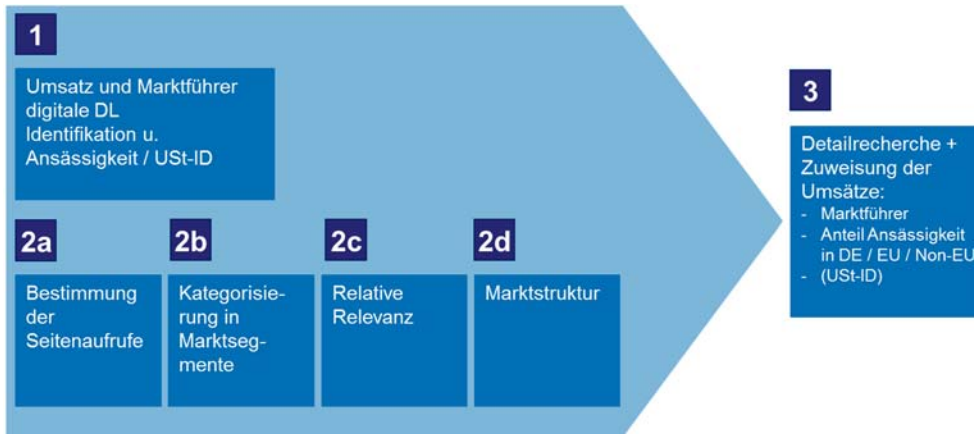 1
Umsatz und Marktführer
digitale DL
Identifikation u.
Ansässigkeit / USt-ID
2a
Bestimmung
der
Seitenaufrufe
2b
Kategorisie-
rung in
Marktseg-
mente
2c
Relative
Relevanz
2d
Marktstruktur
3
Detailrecherche +
Zuweisung der
Umsätze:
- Marktführer
- Anteil Ansässigkeit
in DE / EU / Non-EU
- (USt-ID)